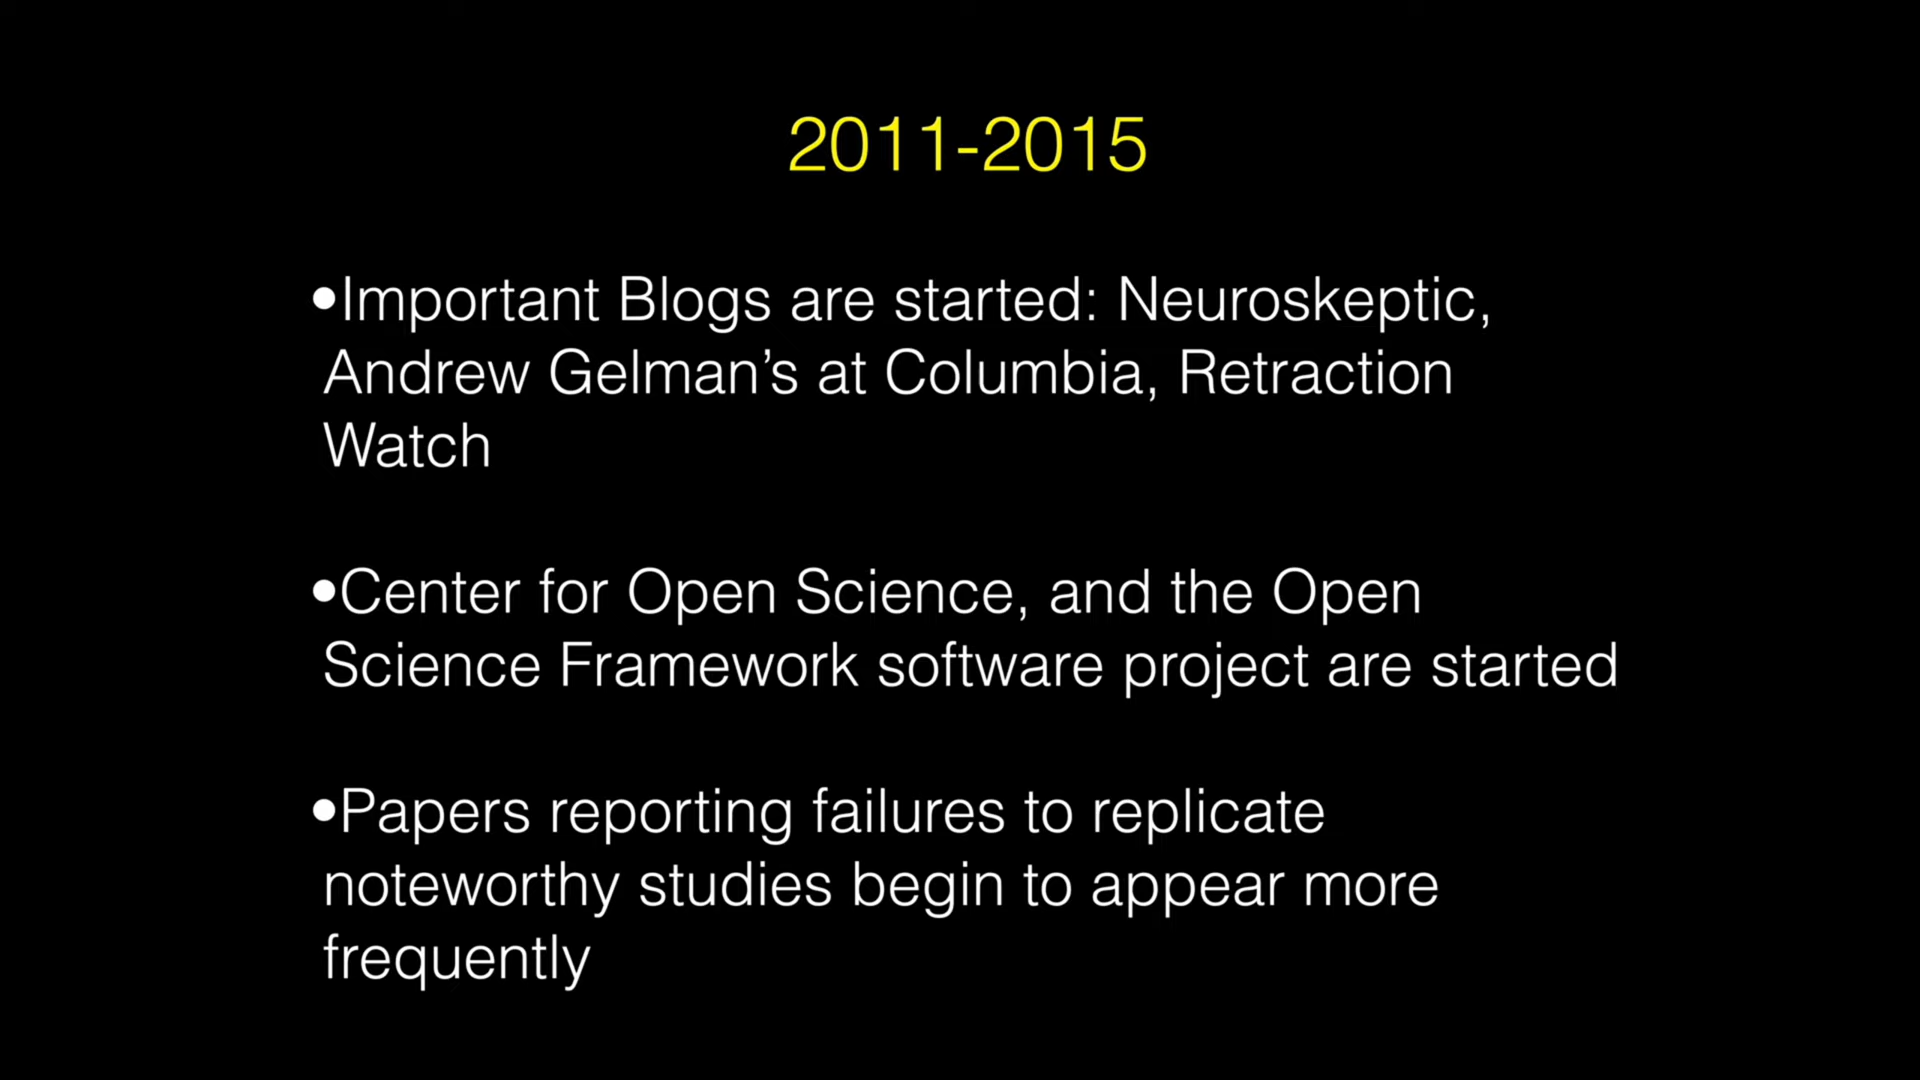 2011-2015
•Important Blogs are started: Neuroskeptic,
Andrew Gelman’s at Columbia, Retraction
Watch
•Center for Open Science, and the Open
Science Framework software project are started
•Papers reporting failures to replicate
noteworthy studies begin to appear more
frequently